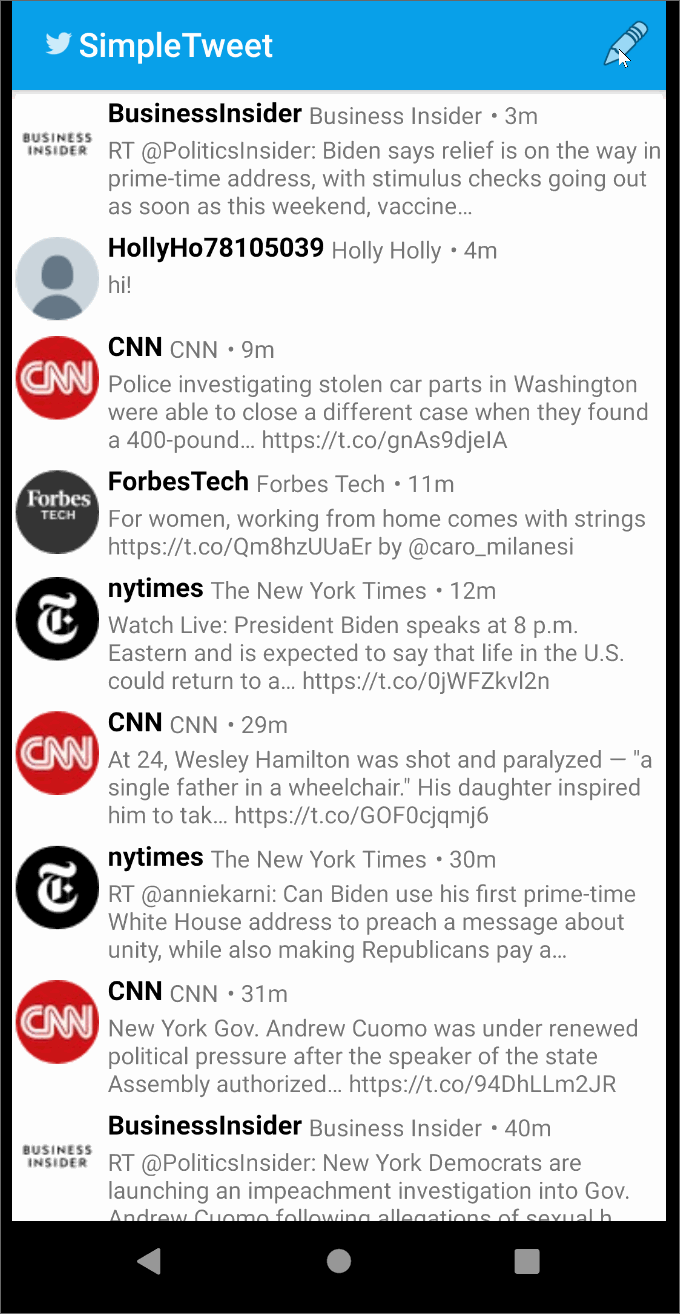 SimpleTweet
BusinessInsider Business Insider • 3m
BUSINESS
INSIDER
RT @PoliticsInsider: Biden says relief is on the way in
prime-time address, with stimulus checks going out
as soon as this weekend, vaccine…
HollyHo78105039 Holly Holly • 4m
hi!
CNN CNN • 9m
CNN
Police investigating stolen car parts in Washington
were able to close a different case when they found
a 400-pound… https://t.co/gnAs9djeIA
ForbesTech Forbes Tech • 11m
Forbes
TECH
For women, working from home comes with strings
https://t.co/Qm8hzUUaEr by @caro_milanesi
nytimes The New York Times • 12m
T
Watch Live: President Biden speaks at 8 p.m.
Eastern and is expected to say that life in the U.S.
could return to a… https://t.co/0jWFZkvl2n
CNN CNN • 29m
CNN
At 24, Wesley Hamilton was shot and paralyzed — "a
single father in a wheelchair." His daughter inspired
him to tak… https://t.co/GOF0cjqmj6
nytimes The New York Times • 30m
T
RT @anniekarni: Can Biden use his first prime-time
White House address to preach a message about
unity, while also making Republicans pay a…
CNN CNN • 31m
CNN
New York Gov. Andrew Cuomo was under renewed
political pressure after the speaker of the state
Assembly authorized… https://t.co/94DhLLm2JR
BusinessInsider Business Insider • 40m
BUSINESS
INSIDER
RT @PoliticsInsider: New York Democrats are
launching an impeachment investigation into Gov.
Andrew Cuomo following allegations of sexual h